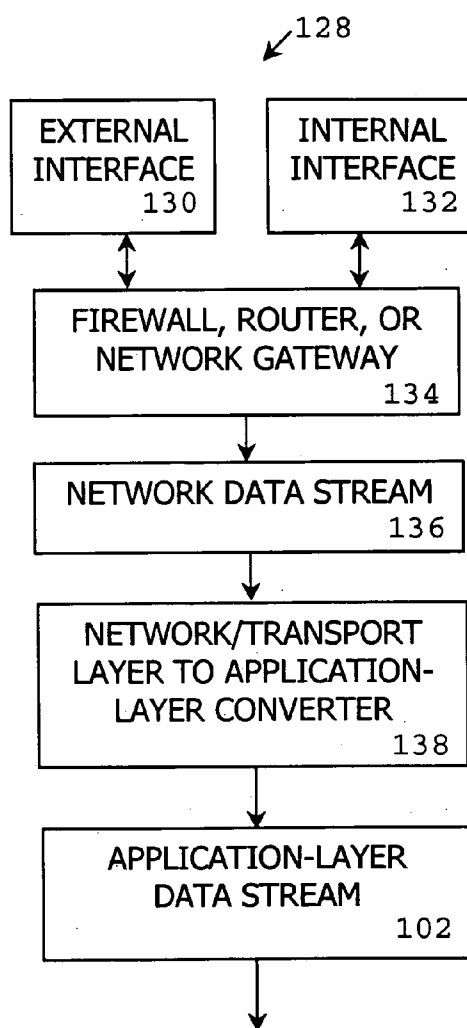 128
EXTERNAL
INTERFACE
130
INTERNAL
INTERFACE
132
FIREWALL, ROUTER, OR
NETWORK GATEWAY
134
NETWORK DATA STREAM
136
NETWORK/TRANSPORT
LAYER TO APPLICATION-
LAYER CONVERTER
138
APPLICATION-LAYER
DATA STREAM
102